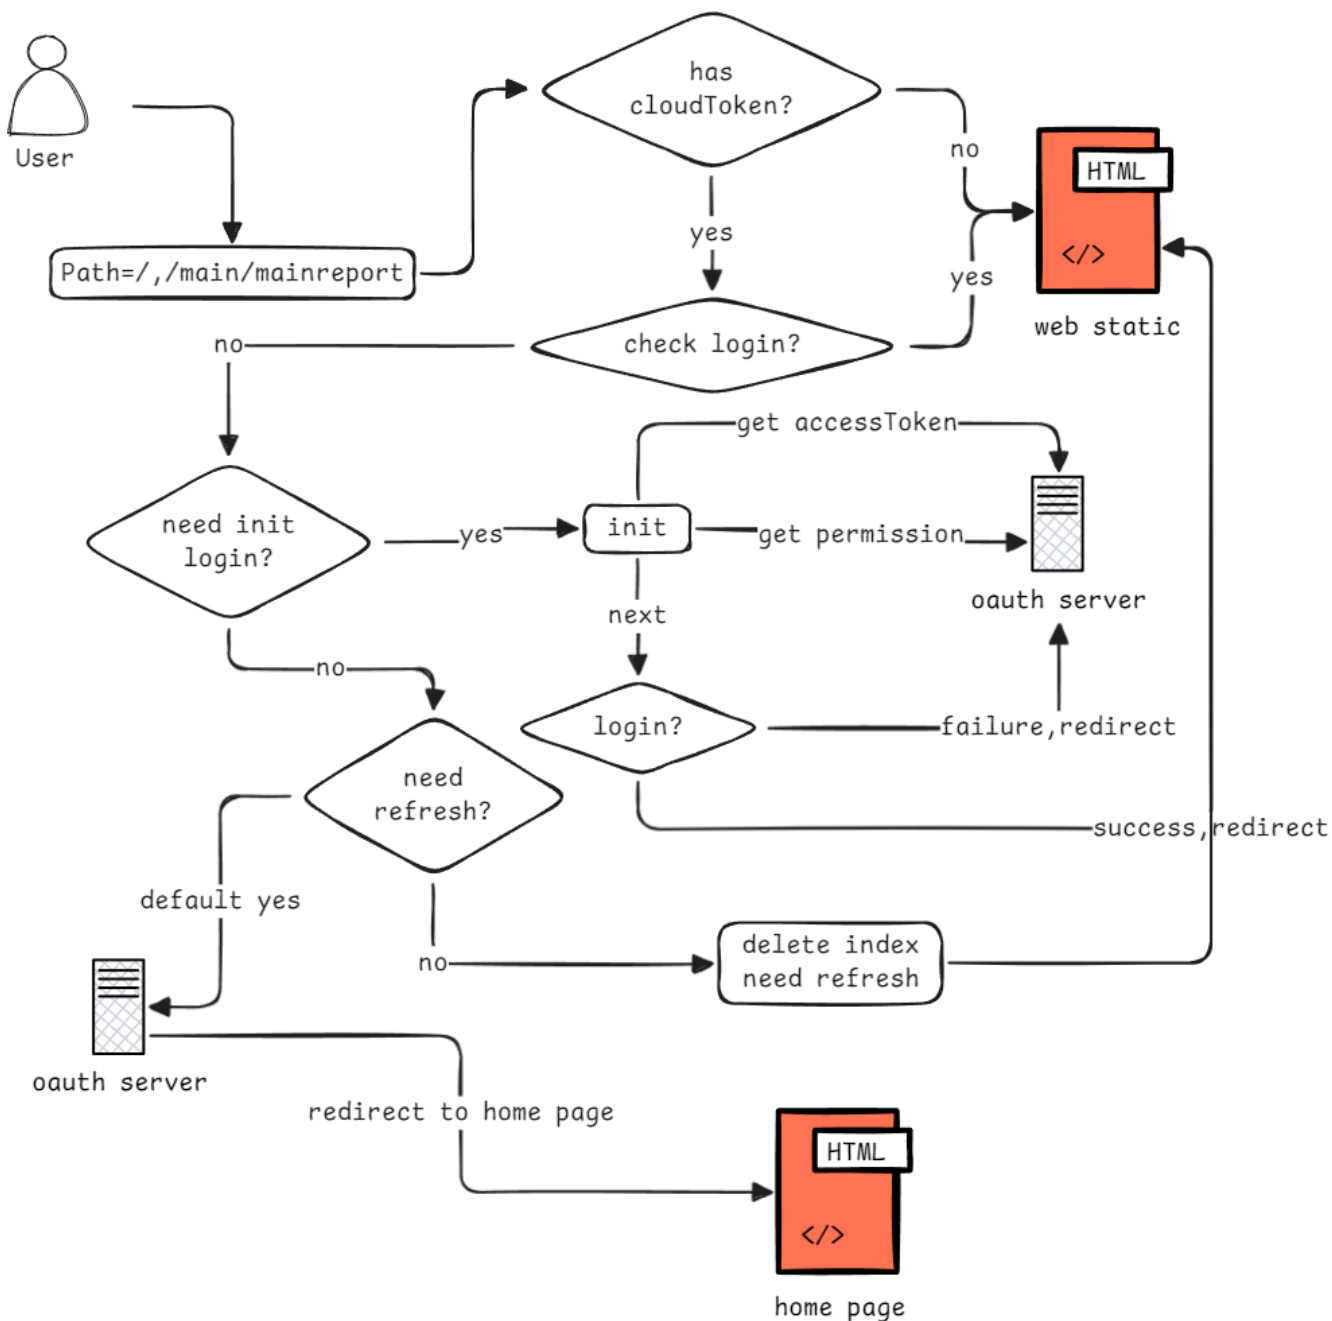 has
cloudToken?
User
no
HTML
yes
Path=/,/main/mainreport
</>
yes
web static
no
check login?
get accessToken
need init
login?
yes
init
get permission
oauth server
next
no
login?
failure,redirect
need
refresh?
success,redirect
default yes
no
delete index
need refresh
oauth server
redirect to home page
HTML
</>
home page